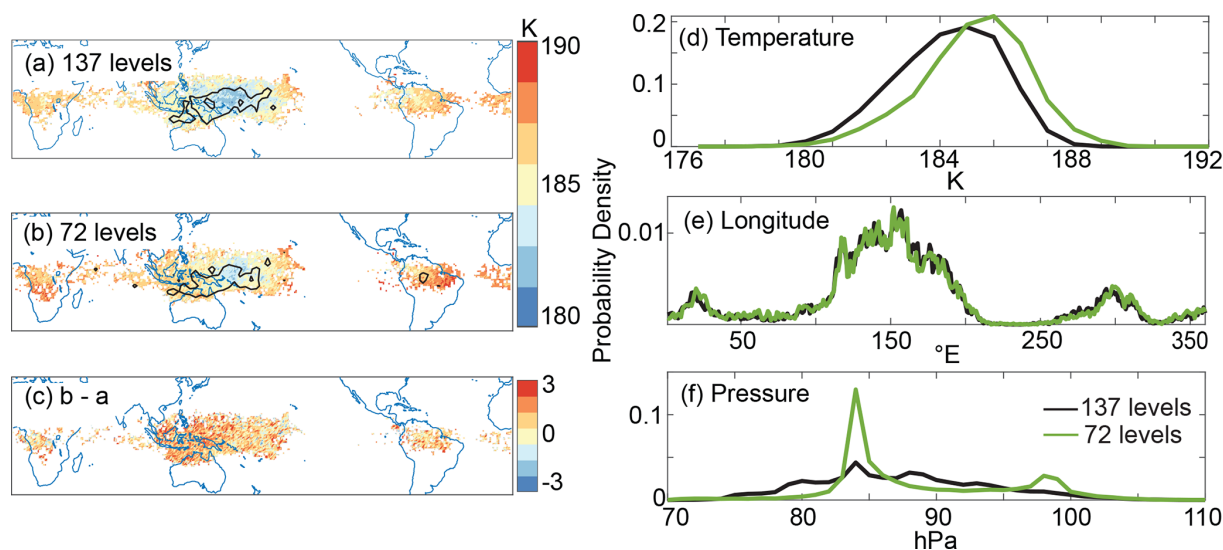 (a) 137 levels
K
190
185
180
(b) 72 levels
(c) b - a
3
0
-3
Probability Density
(d) Temperature
0.2
0.1
0
176
180
184
188
192
K
(e) Longitude
0.01
50
150
250
350
°E
(f) Pressure
0.1
0
137 levels
72 levels
70
80
90
100
110
hPa